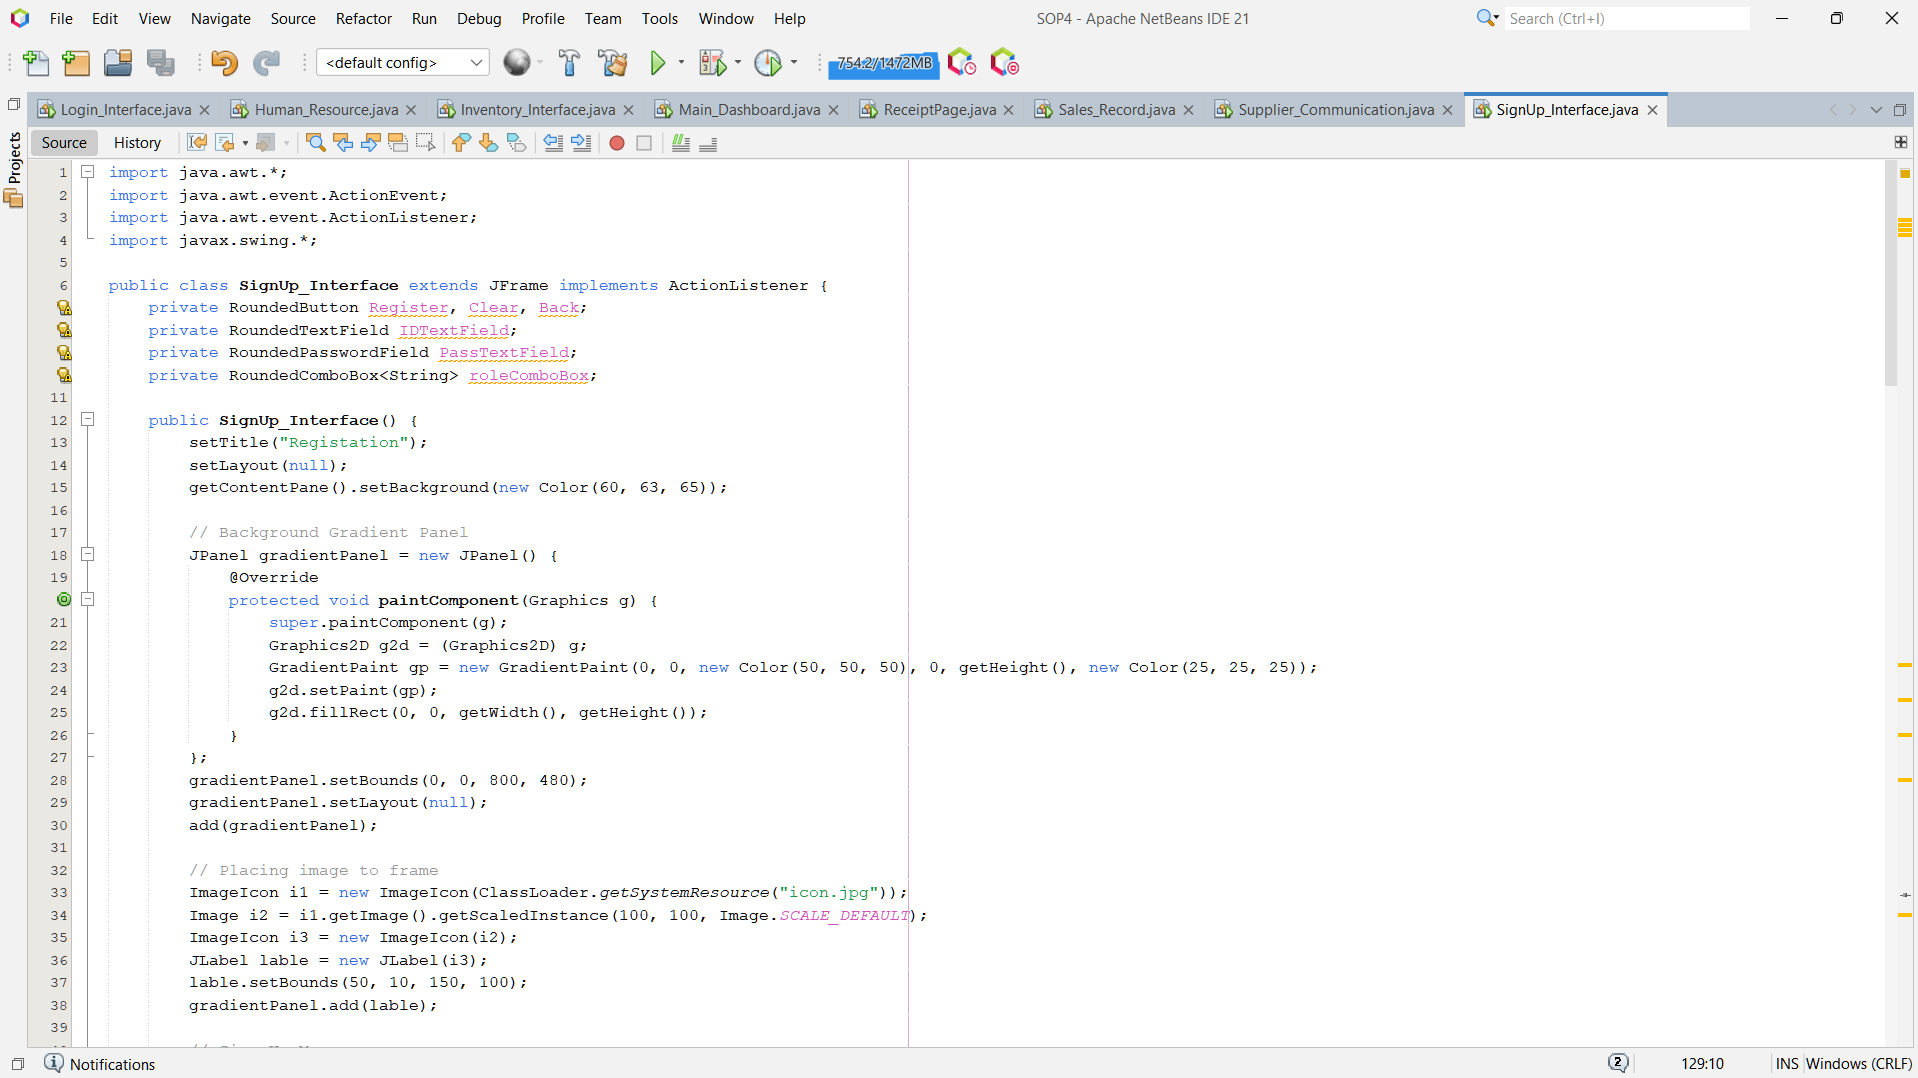 File Edit View Navigate Source Refactor Run Debug Profile Team Tools Window Help
SOP4 - Apache NetBeans IDE 21
Search (Ctrl+I)
<default config>
754.2/1472MB
Login_Interface.java Human_Resource.java Inventory_Interface.java Main_Dashboard.java ReceiptPage.java Sales_Record.java Supplier_Communication.java SignUp_Interface.java
Projects
Source History
1 import java.awt.*;
2 import java.awt.event.ActionEvent;
3 import java.awt.event.ActionListener;
4 import javax.swing.*;
5
6 public class SignUp_Interface extends JFrame implements ActionListener {
private RoundedButton Register, Clear, Back;
private RoundedTextField IDTextField;
private RoundedPasswordField PassTextField;
private RoundedComboBox<String> roleComboBox;
11
12 public SignUp_Interface() {
13 setTitle("Registation");
14 setLayout(null);
15 getContentPane().setBackground(new Color(60, 63, 65));
16
17 // Background Gradient Panel
18 JPanel gradientPanel = new JPanel() {
19 @Override
protected void paintComponent(Graphics g) {
21 super.paintComponent(g);
22 Graphics2D g2d = (Graphics2D) g;
23 GradientPaint gp = new GradientPaint(0, 0, new Color(50, 50, 50), 0, getHeight(), new Color(25, 25, 25));
24 g2d.setPaint(gp);
25 g2d.fillRect(0, 0, getWidth(), getHeight());
26 }
27 };
28 gradientPanel.setBounds(0, 0, 800, 480);
29 gradientPanel.setLayout(null);
30 add(gradientPanel);
31
32 // Placing image to frame
33 ImageIcon i1 = new ImageIcon(ClassLoader.getSystemResource("icon.jpg"));
34 Image i2 = i1.getImage().getScaledInstance(100, 100, Image.SCALE_DEFAULT);
35 ImageIcon i3 = new ImageIcon(i2);
36 JLabel lable = new JLabel(i3);
37 lable.setBounds(50, 10, 150, 100);
38 gradientPanel.add(lable);
39
Notifications
2
129:10
INS Windows (CRLF)